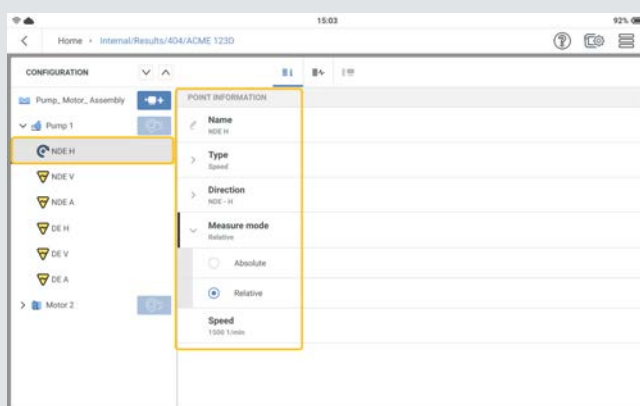 15:03
92%
Home • Internal/Results/404/ACME 123D
CONFIGURATION
Pump_Motor_Assembly
Pump 1
NDE H
NDE V
NDE A
DE H
DE V
DE A
Motor 2
POINT INFORMATION
Name
NDE H
Type
Speed
Direction
NDE - H
Measure mode
Relative
Absolute
Relative
Speed
1500 1/min